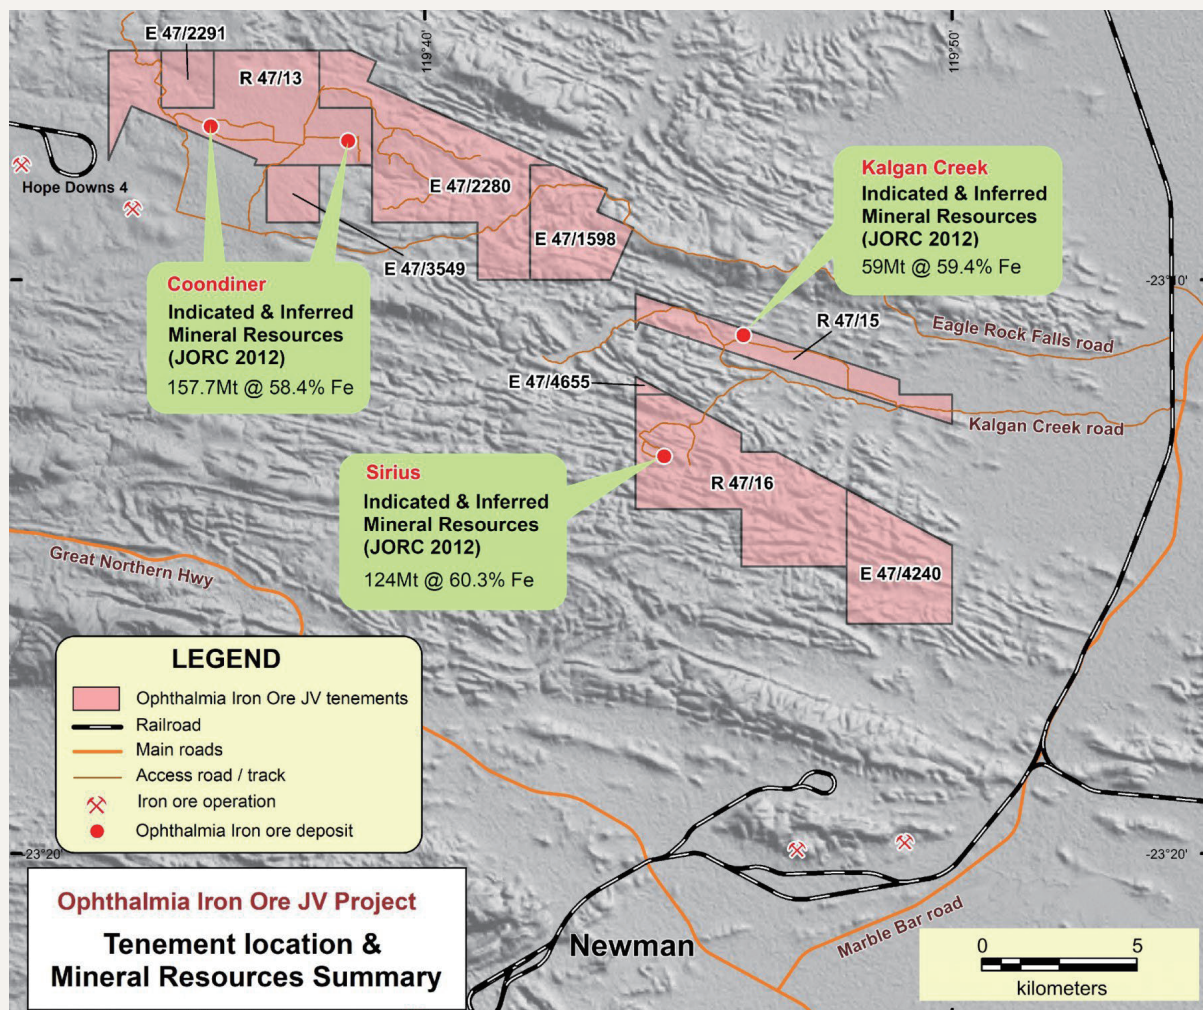 E 47/2291
R 47/13
119°40'
119°50'
Hope Downs 4
E 47/2280
E 47/1598
E 47/3549
Kalgan Creek
Indicated & Inferred
Mineral Resources
(JORC 2012)
59Mt @ 59.4% Fe
-23°10'
Coondiner
Indicated & Inferred
Mineral Resources
(JORC 2012)
157.7Mt @ 58.4% Fe
R 47/15
Eagle Rock Falls road
E 47/4655
Kalgan Creek road
Sirius
Indicated & Inferred
Mineral Resources
(JORC 2012)
124Mt @ 60.3% Fe
R 47/16
E 47/4240
Great Northern Hwy
LEGEND
Ophthalmia Iron Ore JV tenements
Railroad
Main roads
Access road / track
Iron ore operation
Ophthalmia Iron ore deposit
-23°20'
-23°20'
Ophthalmia Iron Ore JV Project
Tenement location &
Mineral Resources Summary
Newman
Marble Bar road
0 5
kilometers